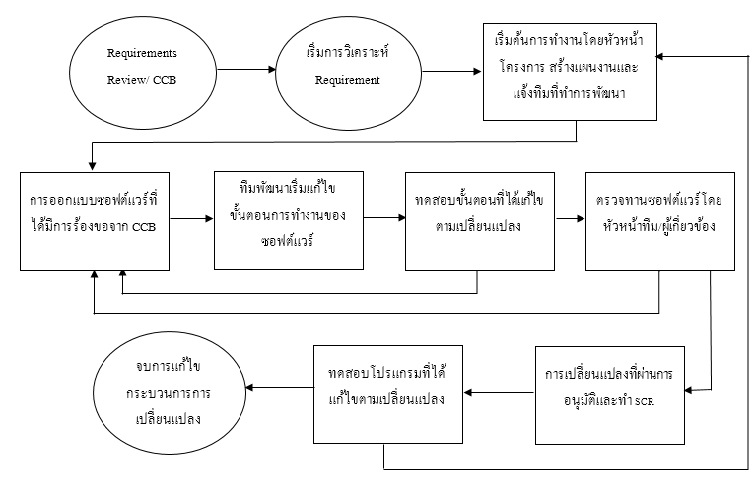 Requirements
Review/ CCB
เริ่มการวิเคราะห์
Requirement
เริ่มต้นการทำงานโดยหัวหน้า
โครงการ สร้างแผนงานและ
แจ้งทีมที่ทำการพัฒนา
การออกแบบซอฟต์แวร์ที่
ได้มีการร้องขอจาก CCB
ทีมพัฒนาเริ่มแก้ไข
ขั้นตอนการทำงานของ
ซอฟต์แวร์
ทดสอบขั้นตอนที่ได้แก้ไข
ตามเปลี่ยนแปลง
ตรวจทานซอฟต์แวร์โดย
หัวหน้าทีม/ผู้เกี่ยวข้อง
จบการแก้ไข
กระบวนการการ
เปลี่ยนแปลง
ทดสอบโปรแกรมที่ได้
แก้ไขตามเปลี่ยนแปลง
การเปลี่ยนแปลงที่ผ่านการ
อนุมัติและทำ SCR